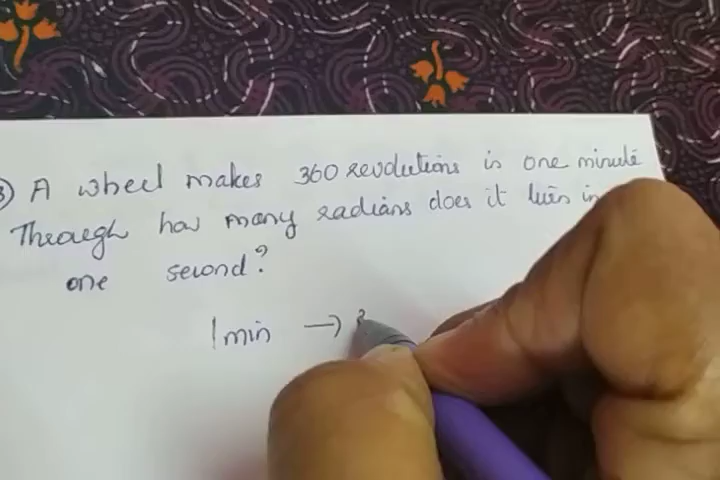 3) A wheel makes 360 revolutions in one minute
Through how many radians does it turn in
one second?
1 min →